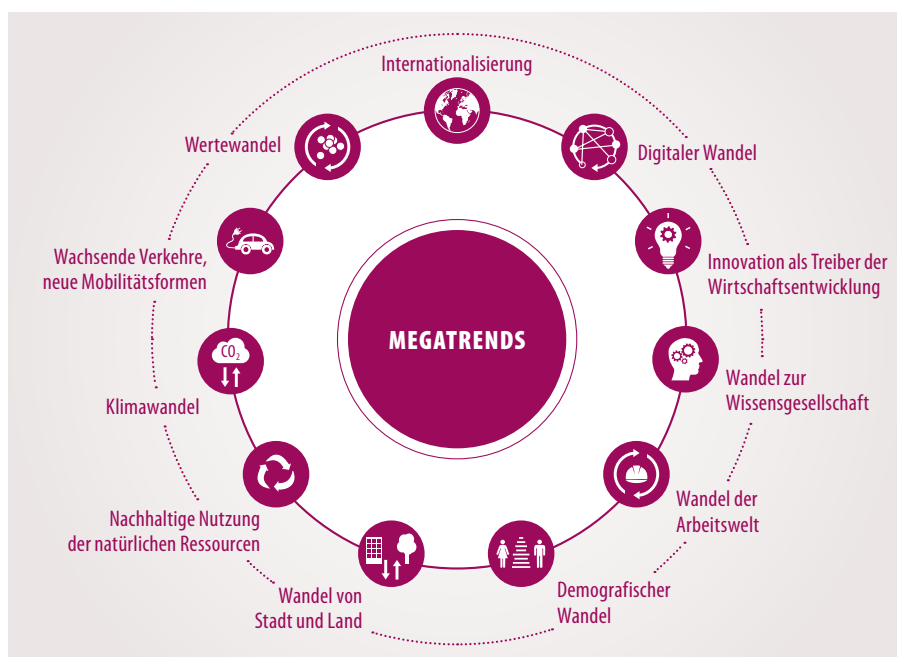 Internationalisierung
Digitaler Wandel
Innovation als Treiber der
Wirtschaftsentwicklung
Wandel zur
Wissensgesellschaft
Wandel der
Arbeitswelt
Demografischer
Wandel
Wandel von
Stadt und Land
Nachhaltige Nutzung
der natürlichen Ressourcen
Klimawandel
CO₂
Wachsende Verkehre,
neue Mobilitätsformen
Wertewandel
MEGATRENDS